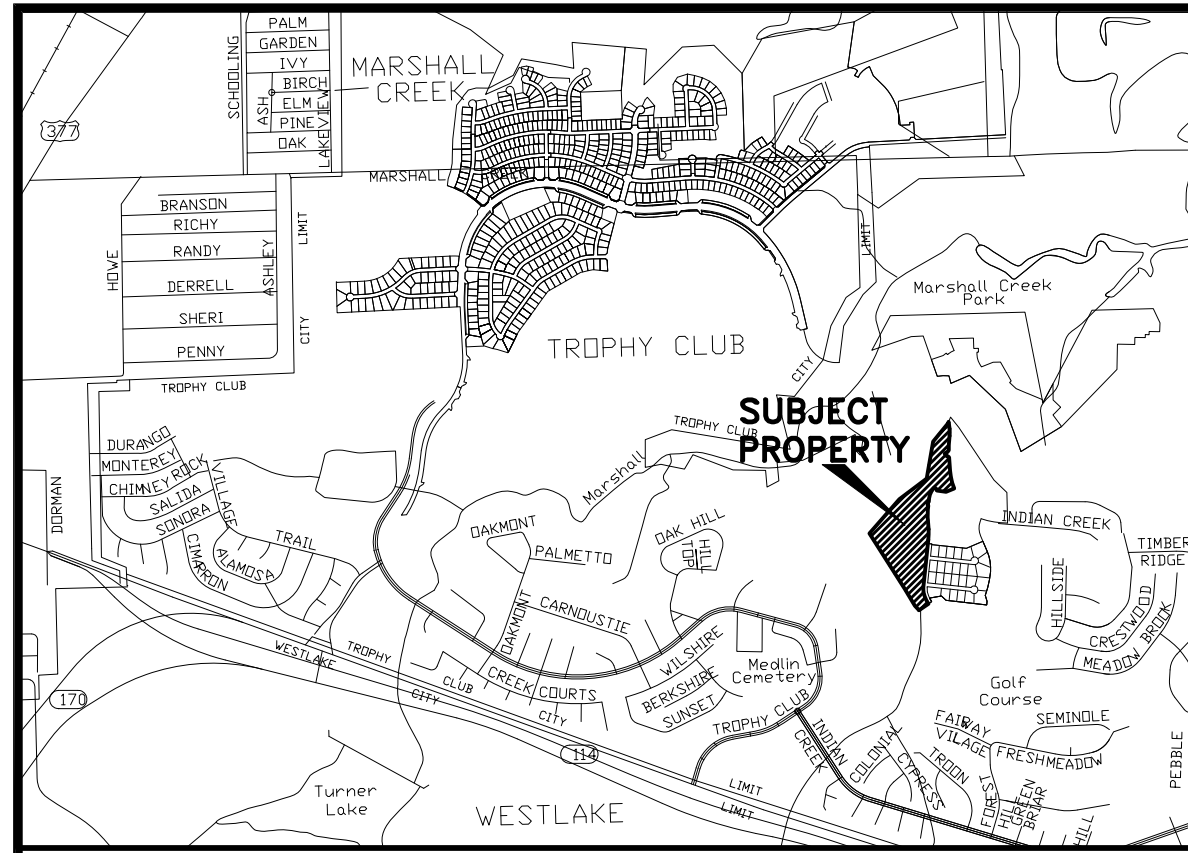 PALM
GARDEN
IVY
BIRCH
ELM
PINE
OAK
SCHOOLING
ASH
LAKEVIEW
MARSHALL
CREEK
377
MARSHALL CREEK
BRANSON
RICHY
RANDY
DERRELL
SHERI
PENNY
HOWE
ASHLEY
LIMIT
CITY
TROPHY CLUB
LIMIT
CITY
Marshall Creek
Park
TROPHY CLUB
SUBJECT
PROPERTY
TROPHY CLUB
Marshall
DURANGO
MONTEREY
CHIMNEY ROCK
SALIDA
SONORA
VILLAGE
CIMARRON
ALAMOSA
TRAIL
DORMAN
OAKMONT
PALMETTO
OAK HILL
HILL
TOP
OAKMONT
CARNOUSTIE
WILSHIRE
BERKSHIRE
SUNSET
CREEK COURTS
Medlin
Cemetery
TROPHY CLUB
INDIAN CREEK
TIMBER
RIDGE
HILLSIDE
CRESTWOOD
MEADOW BROOK
Golf
Course
SEMINOLE
FAIRWAY
VILLAGE
FRESHMEADOW
PEBBLE
INDIAN
CREEK
COLONIAL
CYPRESS
TROON
FOREST
HILL
GREEN
BRIAR
HILL
WESTLAKE
TROPHY
CLUB
CITY
CITY
LIMIT
LIMIT
170
114
Turner
Lake
WESTLAKE